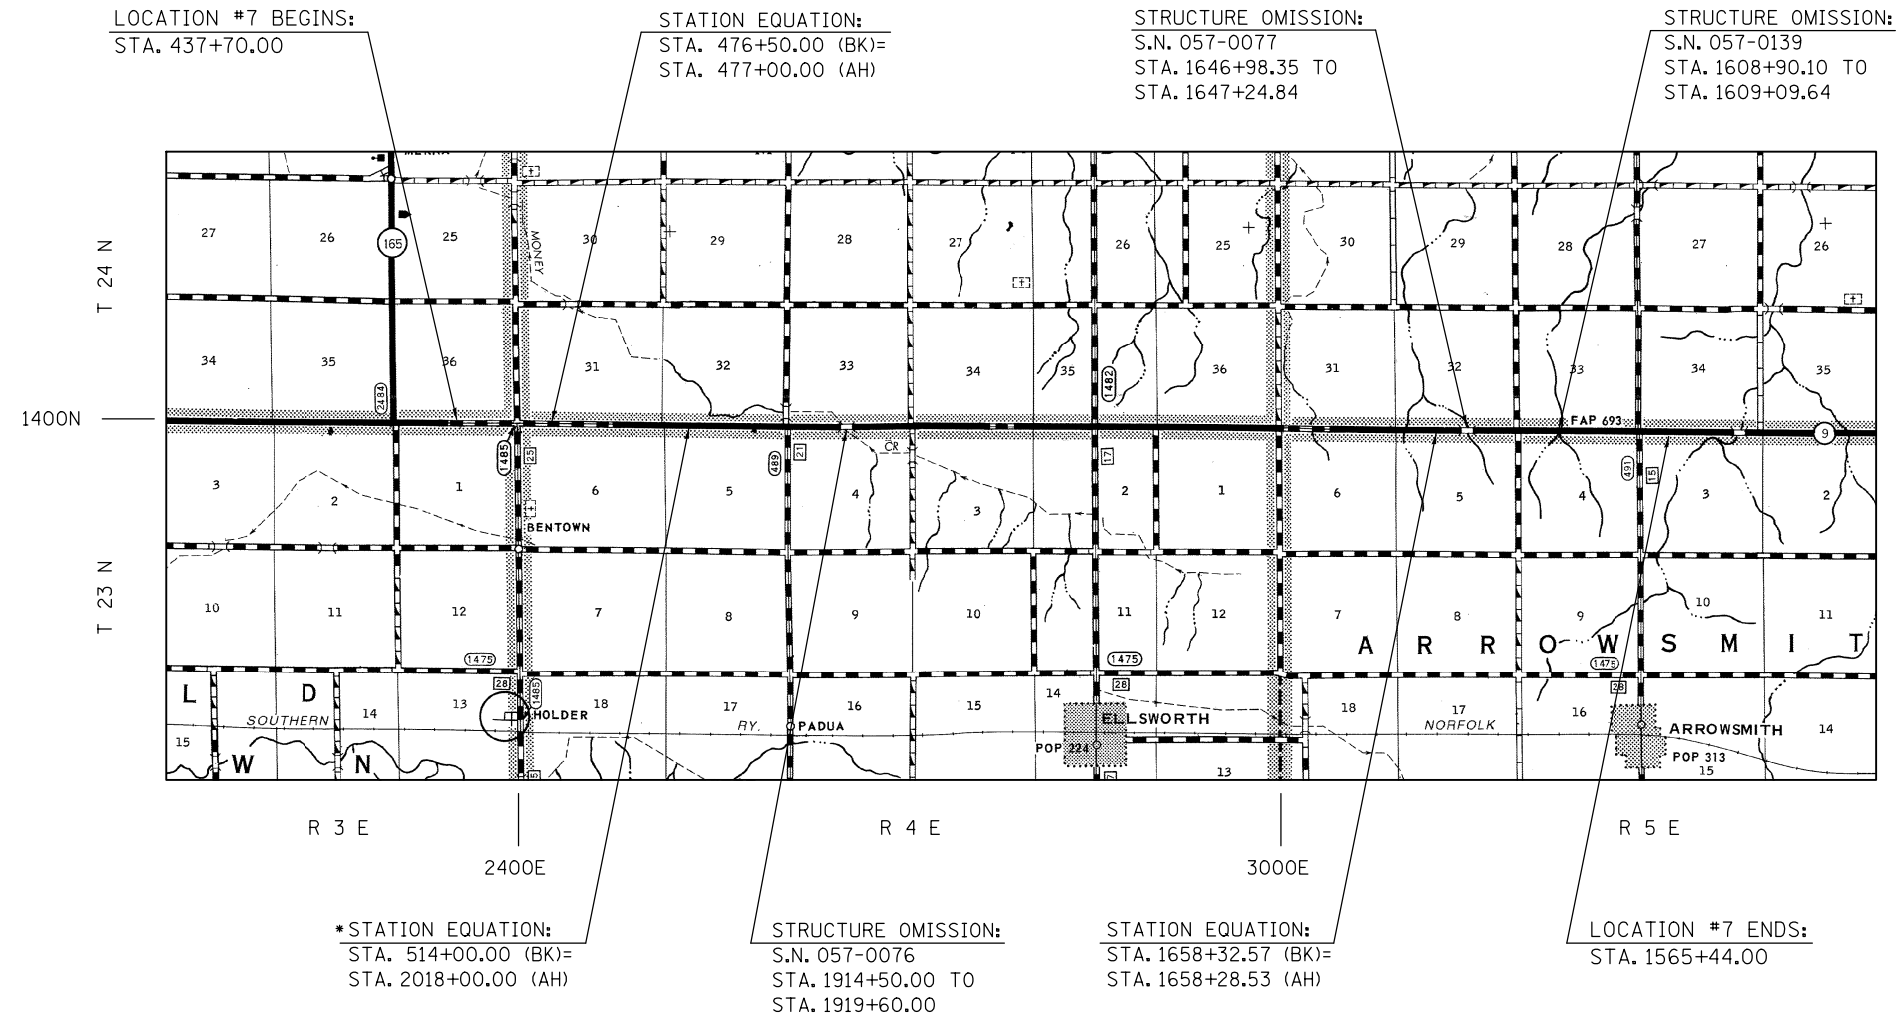 LOCATION #7 BEGINS:
STA. 437+70.00
STATION EQUATION:
STA. 476+50.00 (BK)=
STA. 477+00.00 (AH)
STRUCTURE OMISSION:
S.N. 057-0077
STA. 1646+98.35 TO
STA. 1647+24.84
STRUCTURE OMISSION:
S.N. 057-0139
STA. 1608+90.10 TO
STA. 1609+09.64
T 24 N
27 26 25 30 29 28 27 26 25 30 29 28 27 26
165
MONEY
34 35 36 31 32 33 34 35 36 31 32 33 34 35
2484
1482
1400N
FAP 693
9
1485 25 489 21 CR 17 491 15
3 2 1 6 5 4 3 2 1 6 5 4 3 2
BENTOWN
T 23 N
10 11 12 7 8 9 10 11 12 7 8 9 10 11
ARROWSMIT
1475 1475 1475
28 1485 28 28
L D
14 13 18 17 16 15 14 18 17 16 14
HOLDER
SOUTHERN RY. PADUA ELLSWORTH NORFOLK ARROWSMITH
15
W N
POP 224
13
POP 313
15
R 3 E
R 4 E
R 5 E
2400E
3000E
*STATION EQUATION:
STA. 514+00.00 (BK)=
STA. 2018+00.00 (AH)
STRUCTURE OMISSION:
S.N. 057-0076
STA. 1914+50.00 TO
STA. 1919+60.00
STATION EQUATION:
STA. 1658+32.57 (BK)=
STA. 1658+28.53 (AH)
LOCATION #7 ENDS:
STA. 1565+44.00